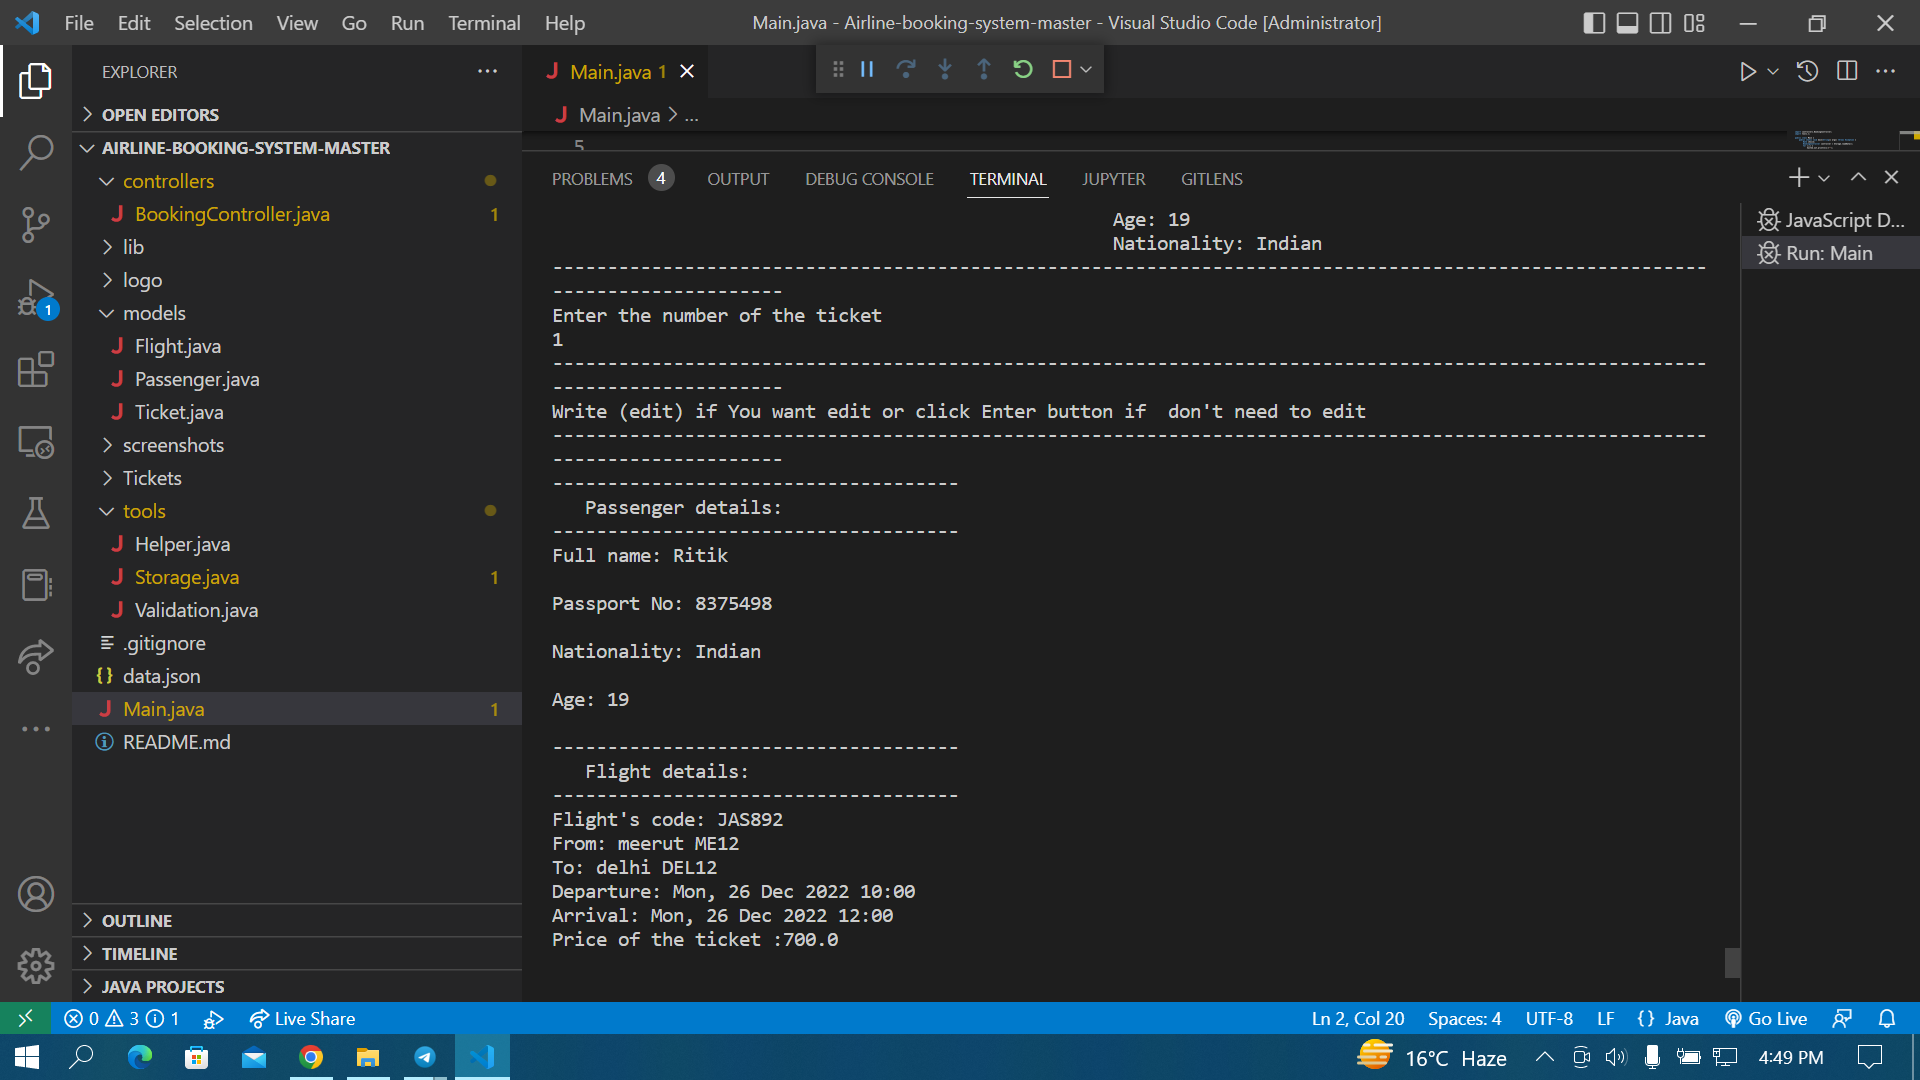 File Edit Selection View Go Run Terminal Help
Main.java - Airline-booking-system-master - Visual Studio Code [Administrator]
EXPLORER
OPEN EDITORS
AIRLINE-BOOKING-SYSTEM-MASTER
controllers
BookingController.java 1
lib
logo
models
Flight.java
Passenger.java
Ticket.java
screenshots
Tickets
tools
Helper.java
Storage.java 1
Validation.java
.gitignore
data.json
Main.java 1
README.md
OUTLINE
TIMELINE
JAVA PROJECTS
1
Main.java 1
Main.java > ...
5
PROBLEMS 4 OUTPUT DEBUG CONSOLE TERMINAL JUPYTER GITLENS
JavaScript D...
Run: Main
Age: 19
Nationality: Indian
---------------------------------------------------------------------------------------------------------
---------------------
Enter the number of the ticket
1
---------------------------------------------------------------------------------------------------------
---------------------
Write (edit) if You want edit or click Enter button if  don't need to edit
---------------------------------------------------------------------------------------------------------
---------------------
-------------------------------------
Passenger details:
-------------------------------------
Full name: Ritik
Passport No: 8375498
Nationality: Indian
Age: 19
-------------------------------------
Flight details:
-------------------------------------
Flight's code: JAS892
From: meerut ME12
To: delhi DEL12
Departure: Mon, 26 Dec 2022 10:00
Arrival: Mon, 26 Dec 2022 12:00
Price of the ticket :700.0
0 3 1 Live Share Ln 2, Col 20 Spaces: 4 UTF-8 LF {} Java Go Live
16°C Haze 4:49 PM